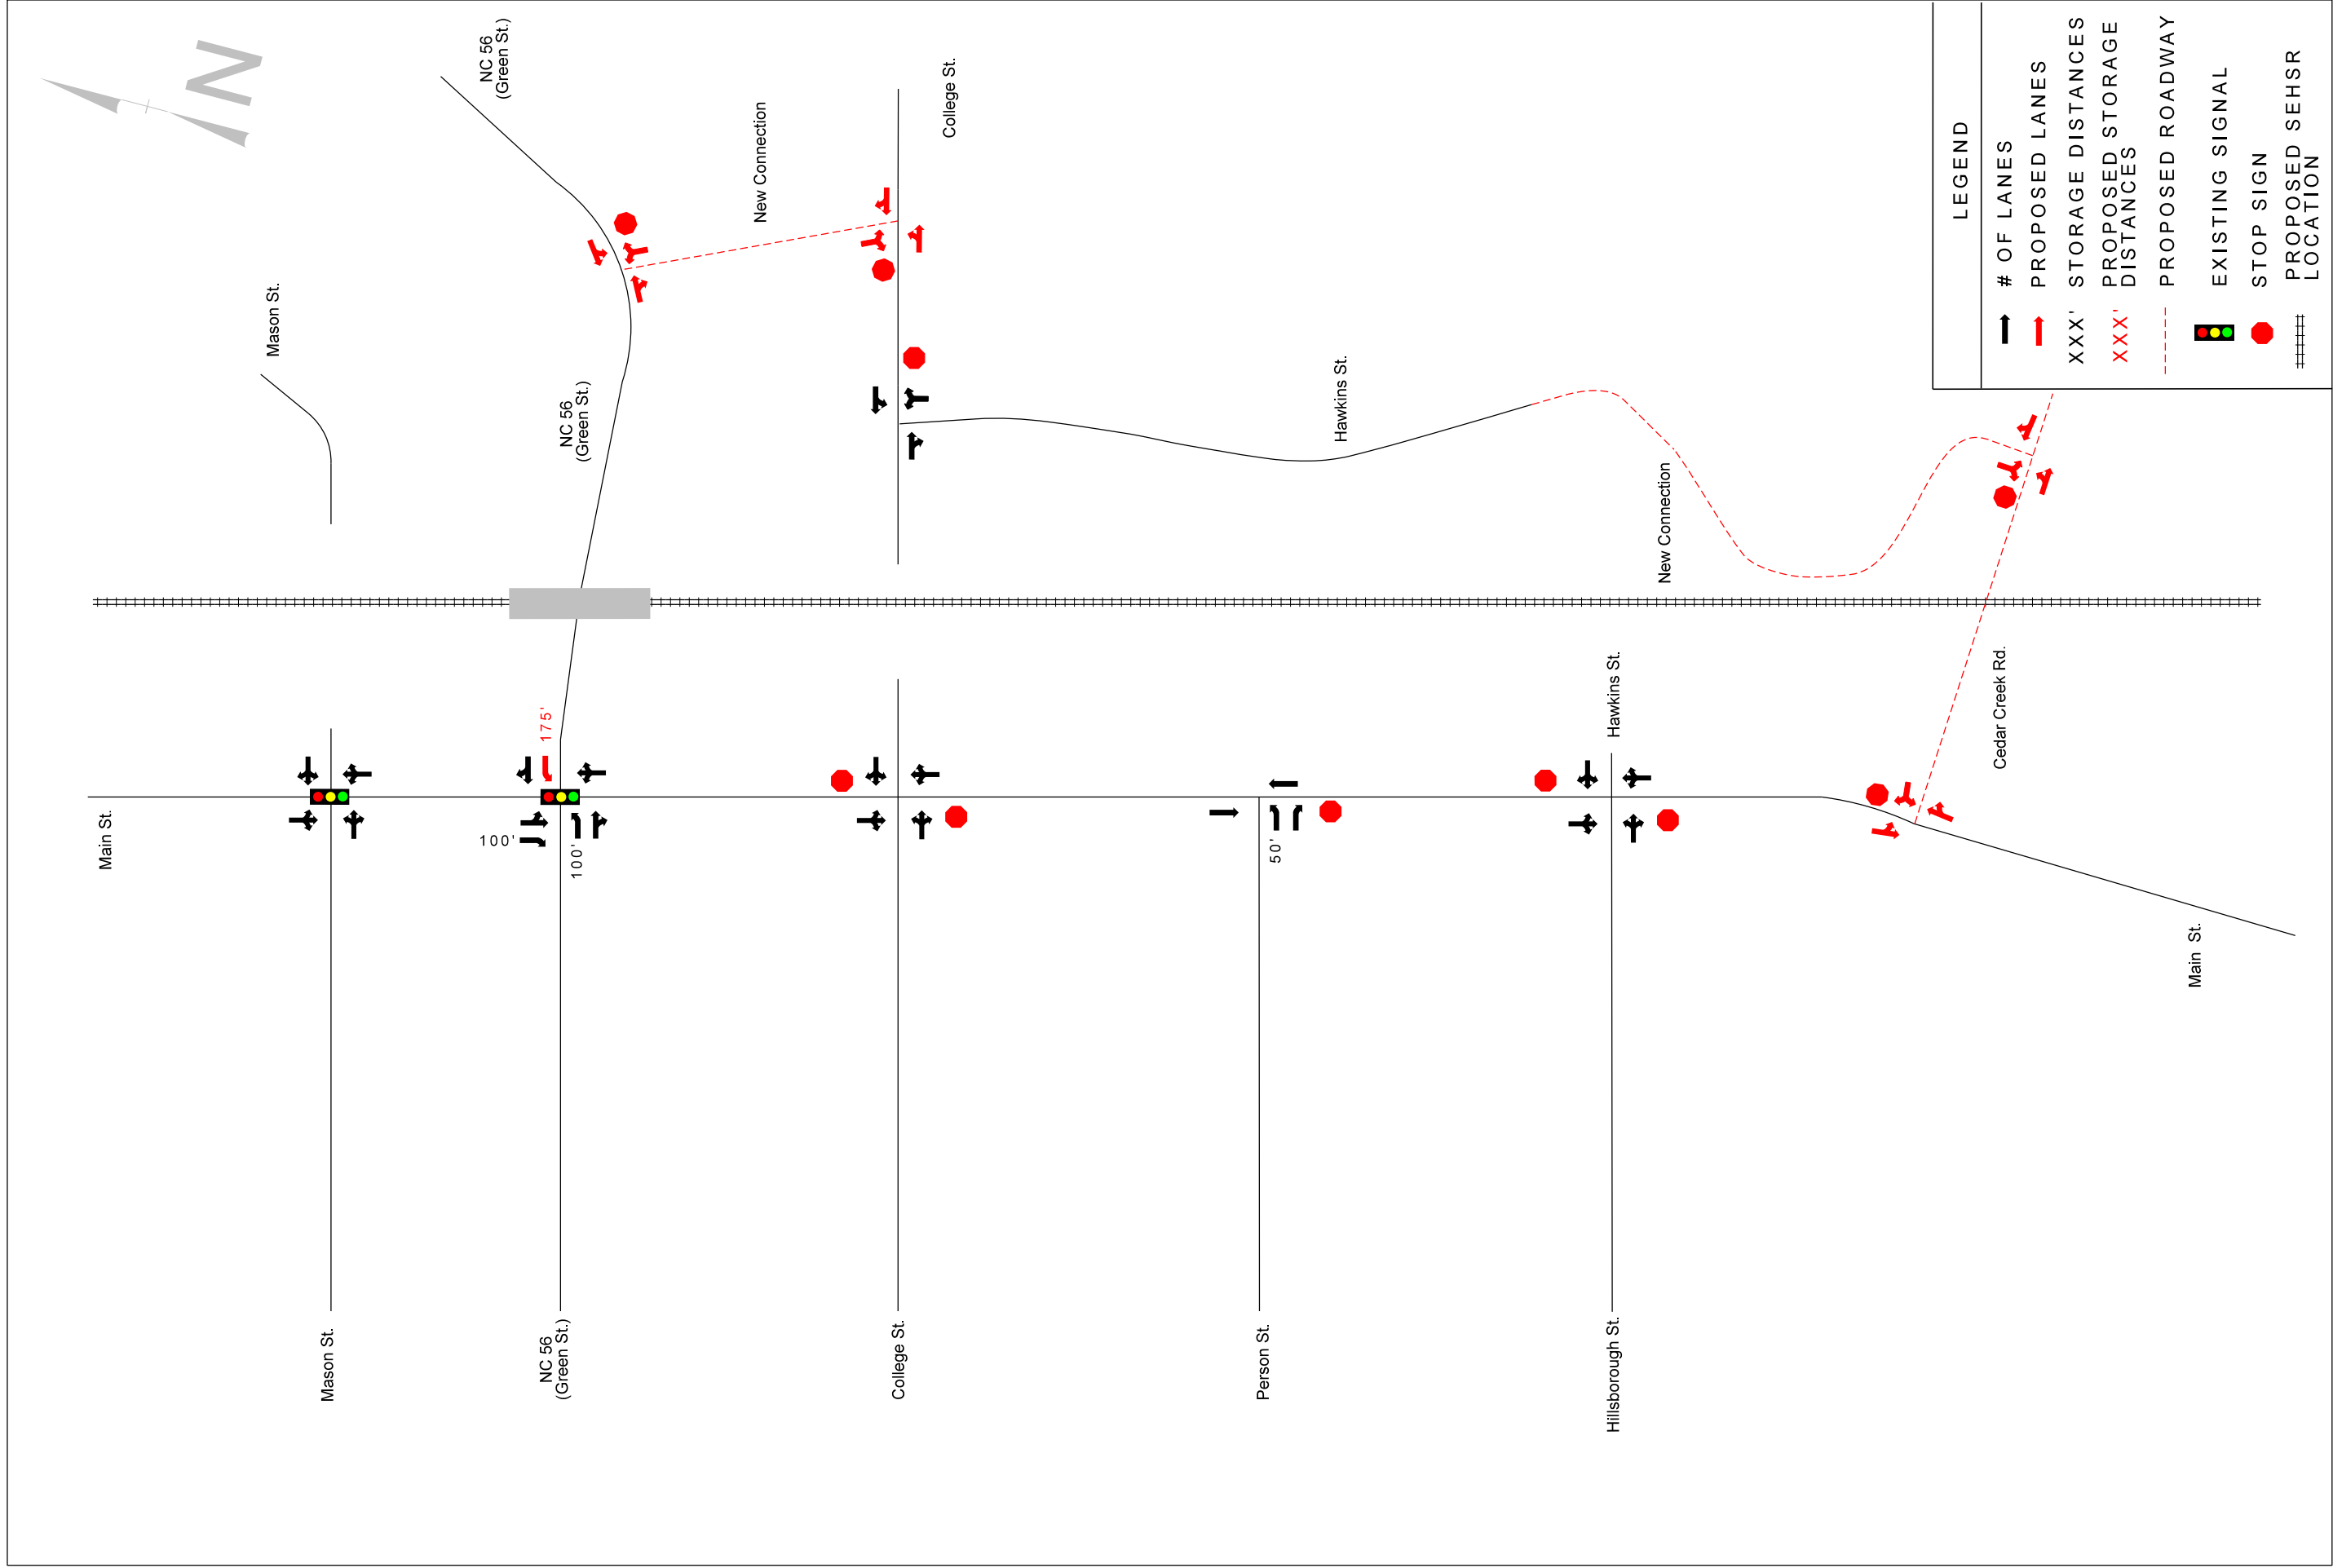 N
NC 56
(Green St.)
College St.
New Connection
Mason St.
NC 56
(Green St.)
Hawkins St.
New Connection
LEGEND
# OF LANES
PROPOSED LANES
XXX' STORAGE DISTANCES
XXX' PROPOSED STORAGE
DISTANCES
PROPOSED ROADWAY
EXISTING SIGNAL
STOP SIGN
PROPOSED SEHSR
LOCATION
175'
Hawkins St.
Cedar Creek Rd.
Main St.
100'
100'
50'
Main St.
Mason St.
NC 56
(Green St.)
College St.
Person St.
Hillsborough St.